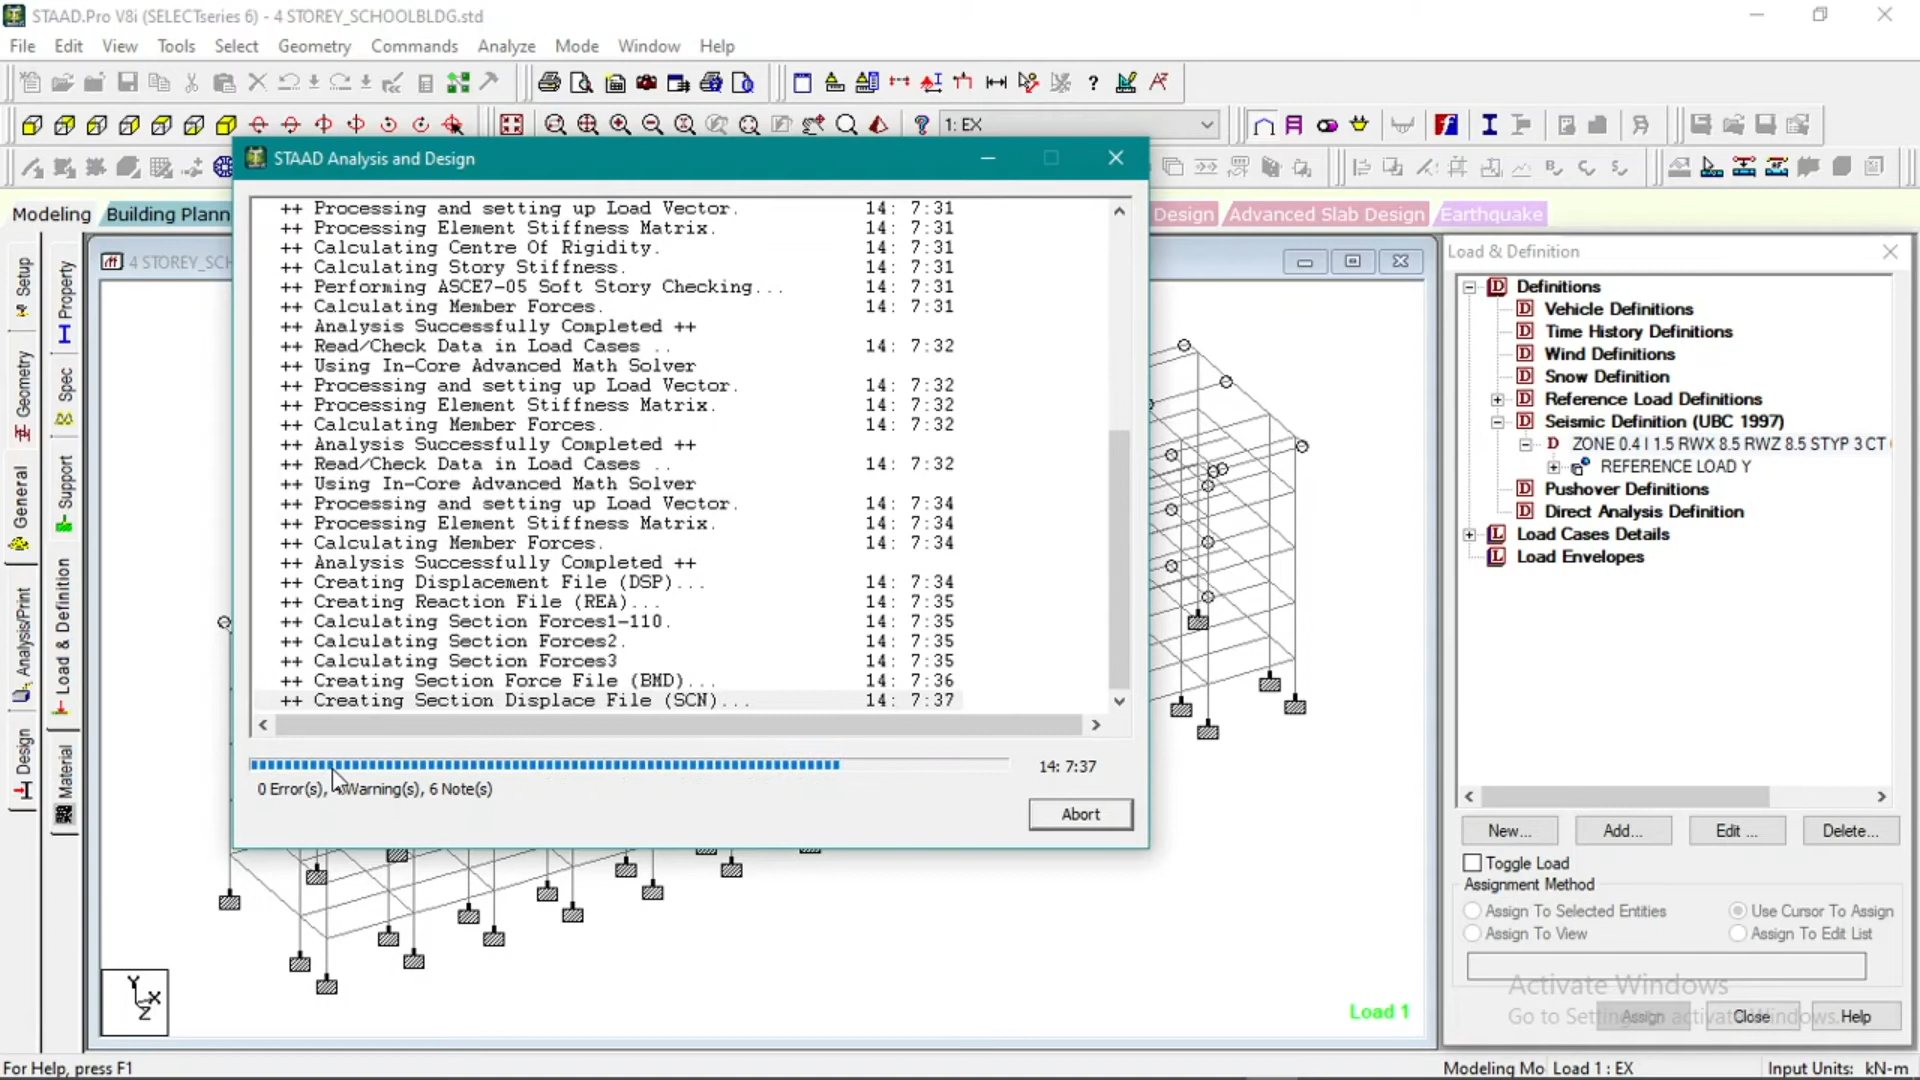 STAAD.Pro V8i (SELECTseries 6) - 4 STOREY_SCHOOLBLDG.std
File Edit View Tools Select Geometry Commands Analyze Mode Window Help
1: EX
STAAD Analysis and Design
Modeling Building Plann
Design Advanced Slab Design Earthquake
4 STOREY_SCH
Setup
Geometry
General
Analysis/Print
Design
Property
Spec
Support
Load & Definition
Material
++ Processing and setting up Load Vector. 14: 7:31
++ Processing Element Stiffness Matrix. 14: 7:31
++ Calculating Centre Of Rigidity. 14: 7:31
++ Calculating Story Stiffness. 14: 7:31
++ Performing ASCE7-05 Soft Story Checking... 14: 7:31
++ Calculating Member Forces. 14: 7:31
++ Analysis Successfully Completed ++
++ Read/Check Data in Load Cases .. 14: 7:32
++ Using In-Core Advanced Math Solver
++ Processing and setting up Load Vector. 14: 7:32
++ Processing Element Stiffness Matrix. 14: 7:32
++ Calculating Member Forces. 14: 7:32
++ Analysis Successfully Completed ++
++ Read/Check Data in Load Cases .. 14: 7:32
++ Using In-Core Advanced Math Solver
++ Processing and setting up Load Vector. 14: 7:34
++ Processing Element Stiffness Matrix. 14: 7:34
++ Calculating Member Forces. 14: 7:34
++ Analysis Successfully Completed ++
++ Creating Displacement File (DSP)... 14: 7:34
++ Creating Reaction File (REA)... 14: 7:35
++ Calculating Section Forces1-110. 14: 7:35
++ Calculating Section Forces2. 14: 7:35
++ Calculating Section Forces3 14: 7:35
++ Creating Section Force File (BMD)... 14: 7:36
++ Creating Section Displace File (SCN)... 14: 7:37
14: 7:37
0 Error(s), Warning(s), 6 Note(s)
Abort
Load & Definition
Definitions
Vehicle Definitions
Time History Definitions
Wind Definitions
Snow Definition
Reference Load Definitions
Seismic Definition (UBC 1997)
ZONE 0.4 I 1.5 RWX 8.5 RWZ 8.5 STYP 3 CT
REFERENCE LOAD Y
Pushover Definitions
Direct Analysis Definition
Load Cases Details
Load Envelopes
New... Add... Edit ... Delete...
Toggle Load
Assignment Method
Assign To Selected Entities Use Cursor To Assign
Assign To View Assign To Edit List
Activate Windows
Go to Settings to activate Windows.
Assign Close Help
Y
X
Z
Load 1
For Help, press F1
Modeling Mo Load 1 : EX Input Units: kN-m